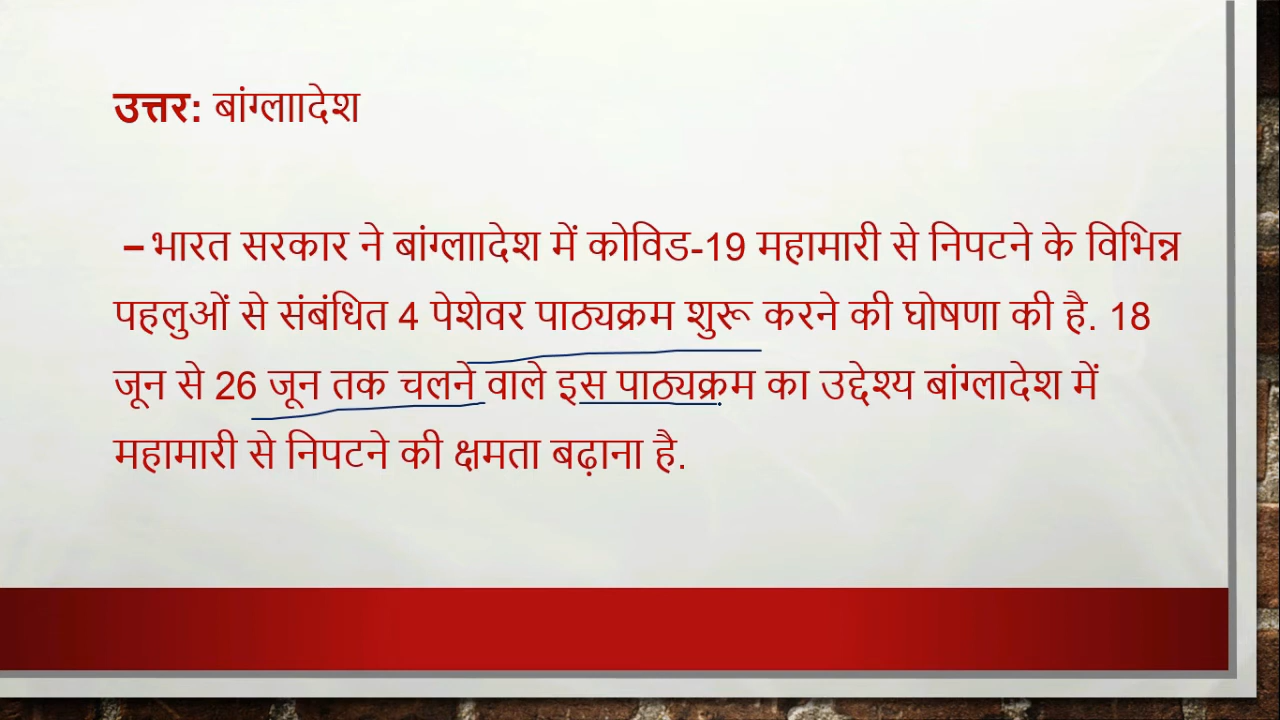 उत्तर: बांग्लाादेश
– भारत सरकार ने बांग्लाादेश में कोविड-19 महामारी से निपटने के विभिन्न
पहलुओं से संबंधित 4 पेशेवर पाठ्यक्रम शुरू करने की घोषणा की है. 18
जून से 26 जून तक चलने वाले इस पाठ्यक्रम का उद्देश्य बांग्लादेश में
महामारी से निपटने की क्षमता बढ़ाना है.